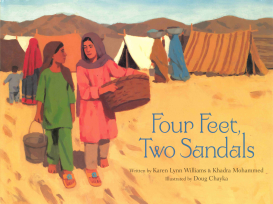 Four Feet,
Two Sandals
Written by Karen Lynn Williams & Khadra Mohammed
Illustrated by Doug Chayka